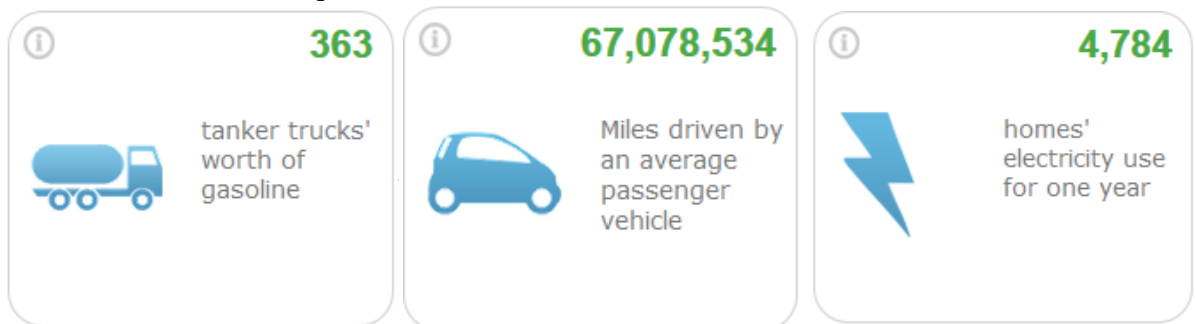 363
tanker trucks'
worth of
gasoline
67,078,534
Miles driven by
an average
passenger
vehicle
4,784
homes'
electricity use
for one year